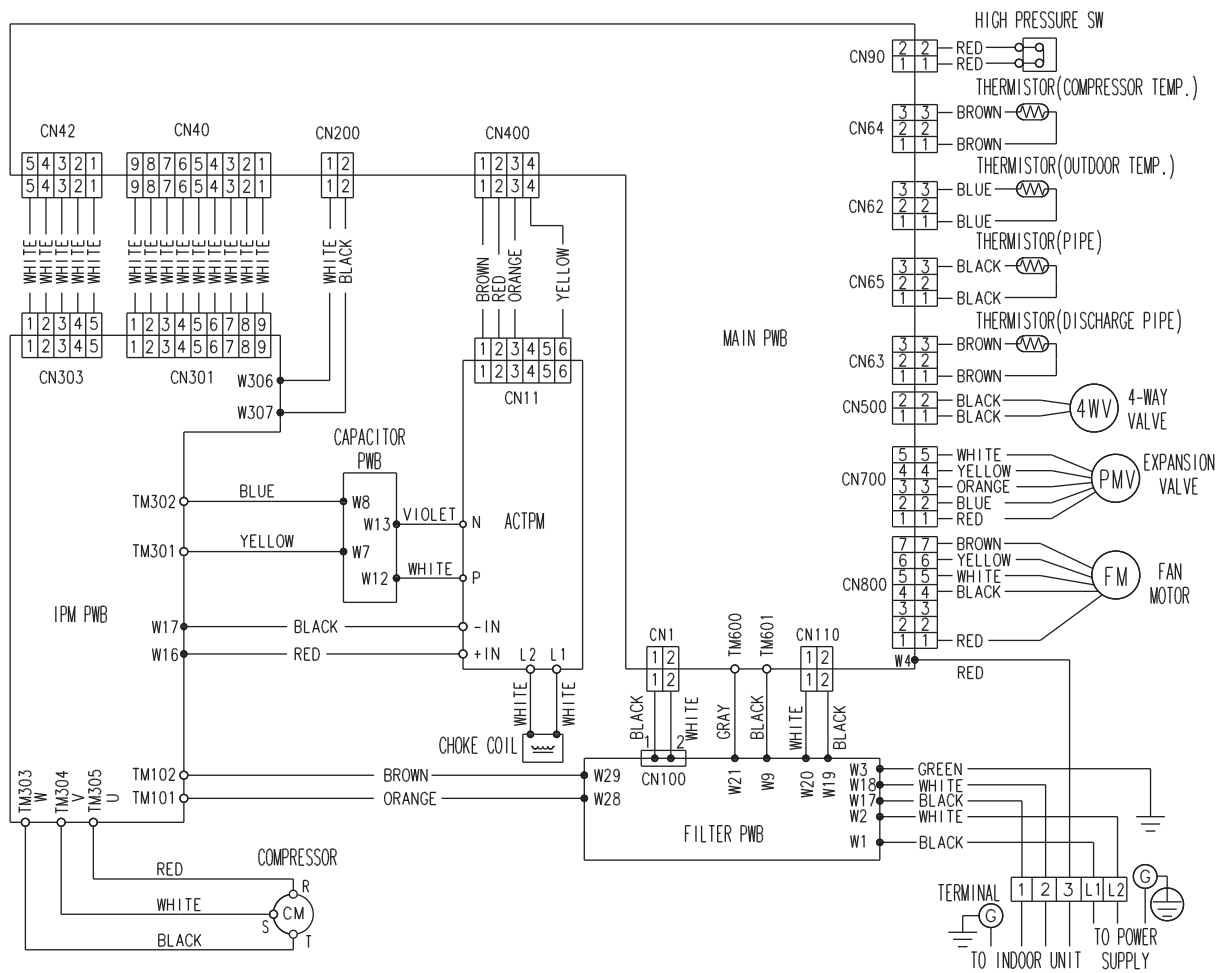 HIGH PRESSURE SW
CN90
2 2 RED
1 1 RED
THERMISTOR(COMPRESSOR TEMP.)
CN64
3 3 BROWN
2 2
1 1 BROWN
THERMISTOR(OUTDOOR TEMP.)
CN62
3 3 BLUE
2 2
1 1 BLUE
THERMISTOR(PIPE)
CN65
3 3 BLACK
2 2
1 1 BLACK
THERMISTOR(DISCHARGE PIPE)
CN63
3 3 BROWN
2 2
1 1 BROWN
CN500
2 2 BLACK
1 1 BLACK
4WV
4-WAY
VALVE
CN700
5 5 WHITE
4 4 YELLOW
3 3 ORANGE
2 2 BLUE
1 1 RED
PMV
EXPANSION
VALVE
CN800
7 7 BROWN
6 6 YELLOW
5 5 WHITE
4 4 BLACK
3 3
2 2
1 1 RED
FM
FAN
MOTOR
W4
RED
MAIN PWB
CN42
5 4 3 2 1
5 4 3 2 1
WHITE WHITE WHITE WHITE WHITE
1 2 3 4 5
1 2 3 4 5
CN303
CN40
9 8 7 6 5 4 3 2 1
9 8 7 6 5 4 3 2 1
WHITE WHITE WHITE WHITE WHITE WHITE WHITE WHITE WHITE
1 2 3 4 5 6 7 8 9
1 2 3 4 5 6 7 8 9
CN301
CN200
1 2
1 2
WHITE BLACK
W306
W307
CN400
1 2 3 4
1 2 3 4
BROWN RED ORANGE YELLOW
1 2 3 4 5 6
1 2 3 4 5 6
CN11
CAPACITOR
PWB
TM302 BLUE W8
W13 VIOLET N
TM301 YELLOW W7
W12 WHITE P
ACTPM
IPM PWB
W17 BLACK -IN
W16 RED +IN
L2 L1
WHITE WHITE
CHOKE COIL
CN1
1 2
1 2
BLACK WHITE
1 2
CN100
TM600 TM601
GRAY BLACK
W21 W9
CN110
1 2
1 2
WHITE BLACK
W20 W19
TM102 BROWN W29
TM101 ORANGE W28
FILTER PWB
W3 GREEN
W18 WHITE
W17 BLACK
W2 WHITE
W1 BLACK
TM303 TM304 TM305
W V U
COMPRESSOR
RED R
WHITE S
BLACK T
CM
TERMINAL
1 2 3 L1 L2
G
G
TO INDOOR UNIT
TO POWER
SUPPLY